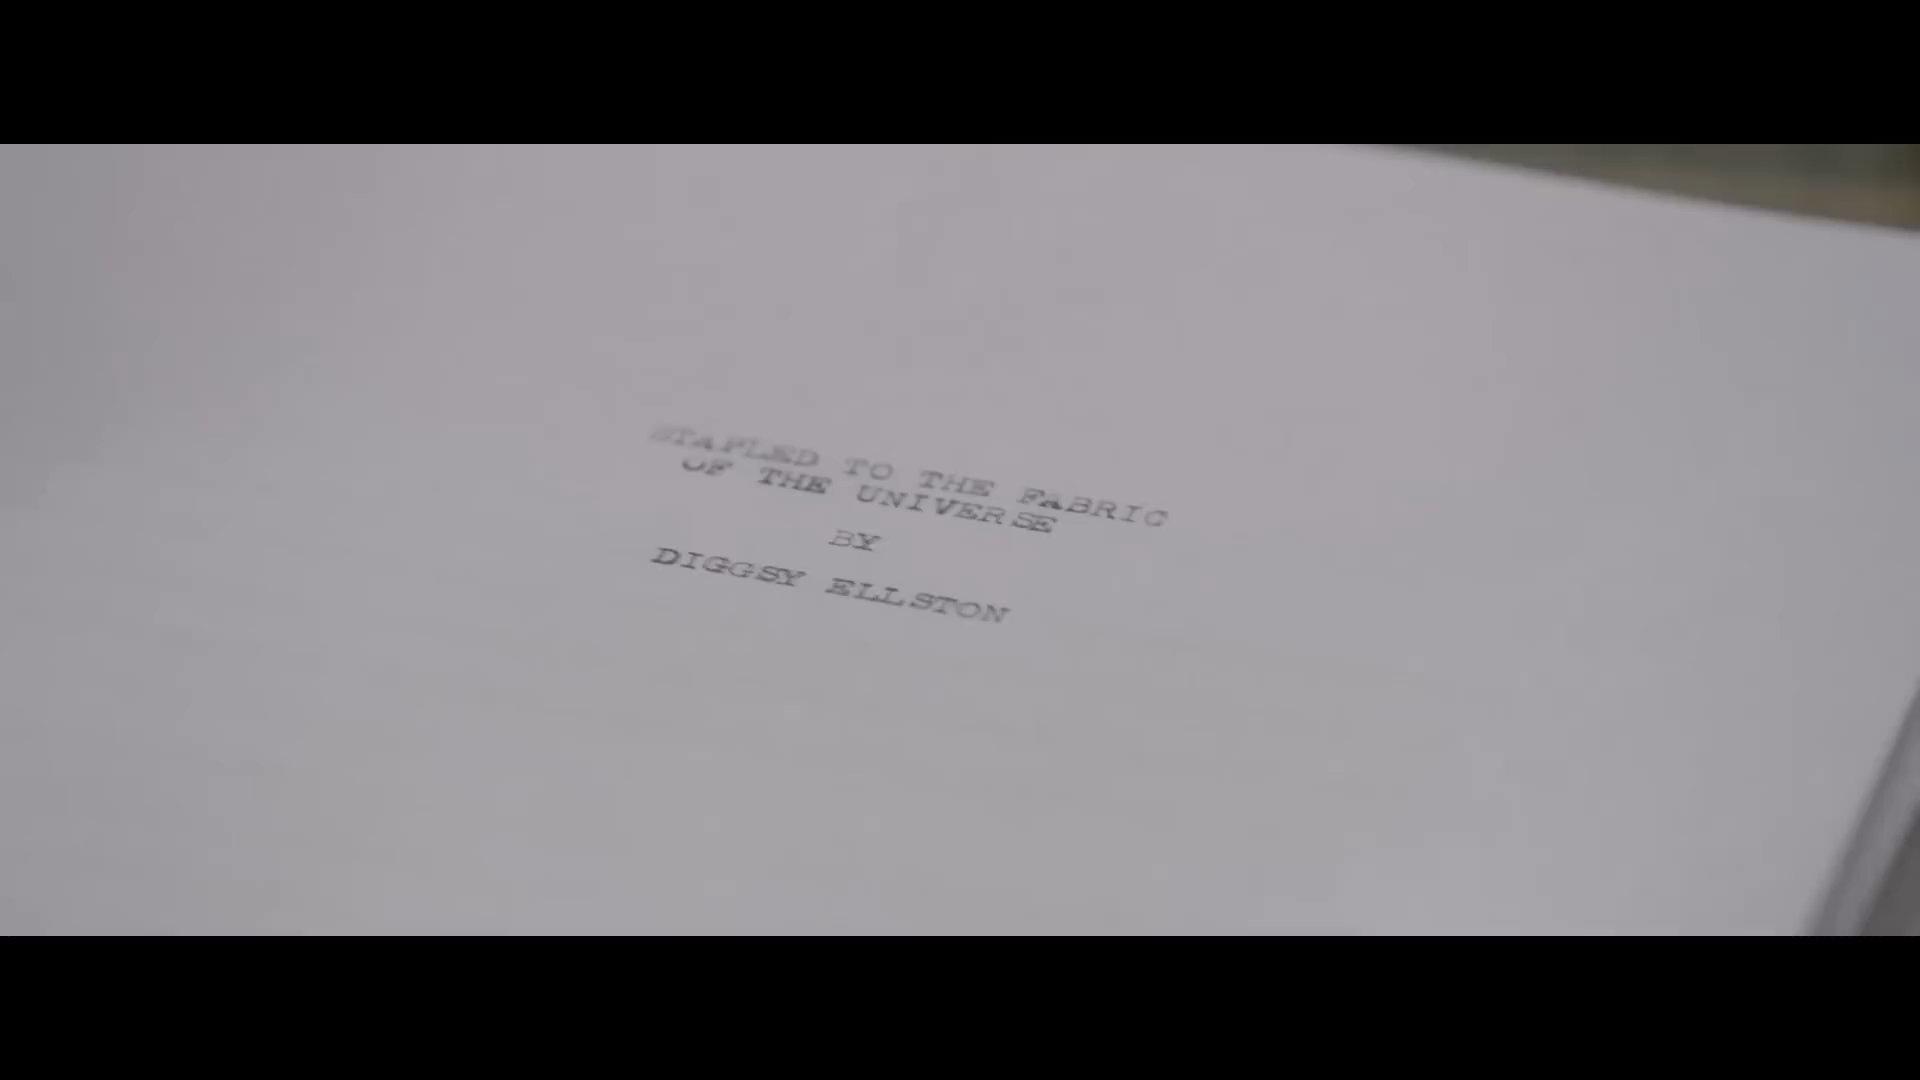 STAPLED TO THE FABRIC
OF THE UNIVERSE
BY
DIGGSY ELLSTON